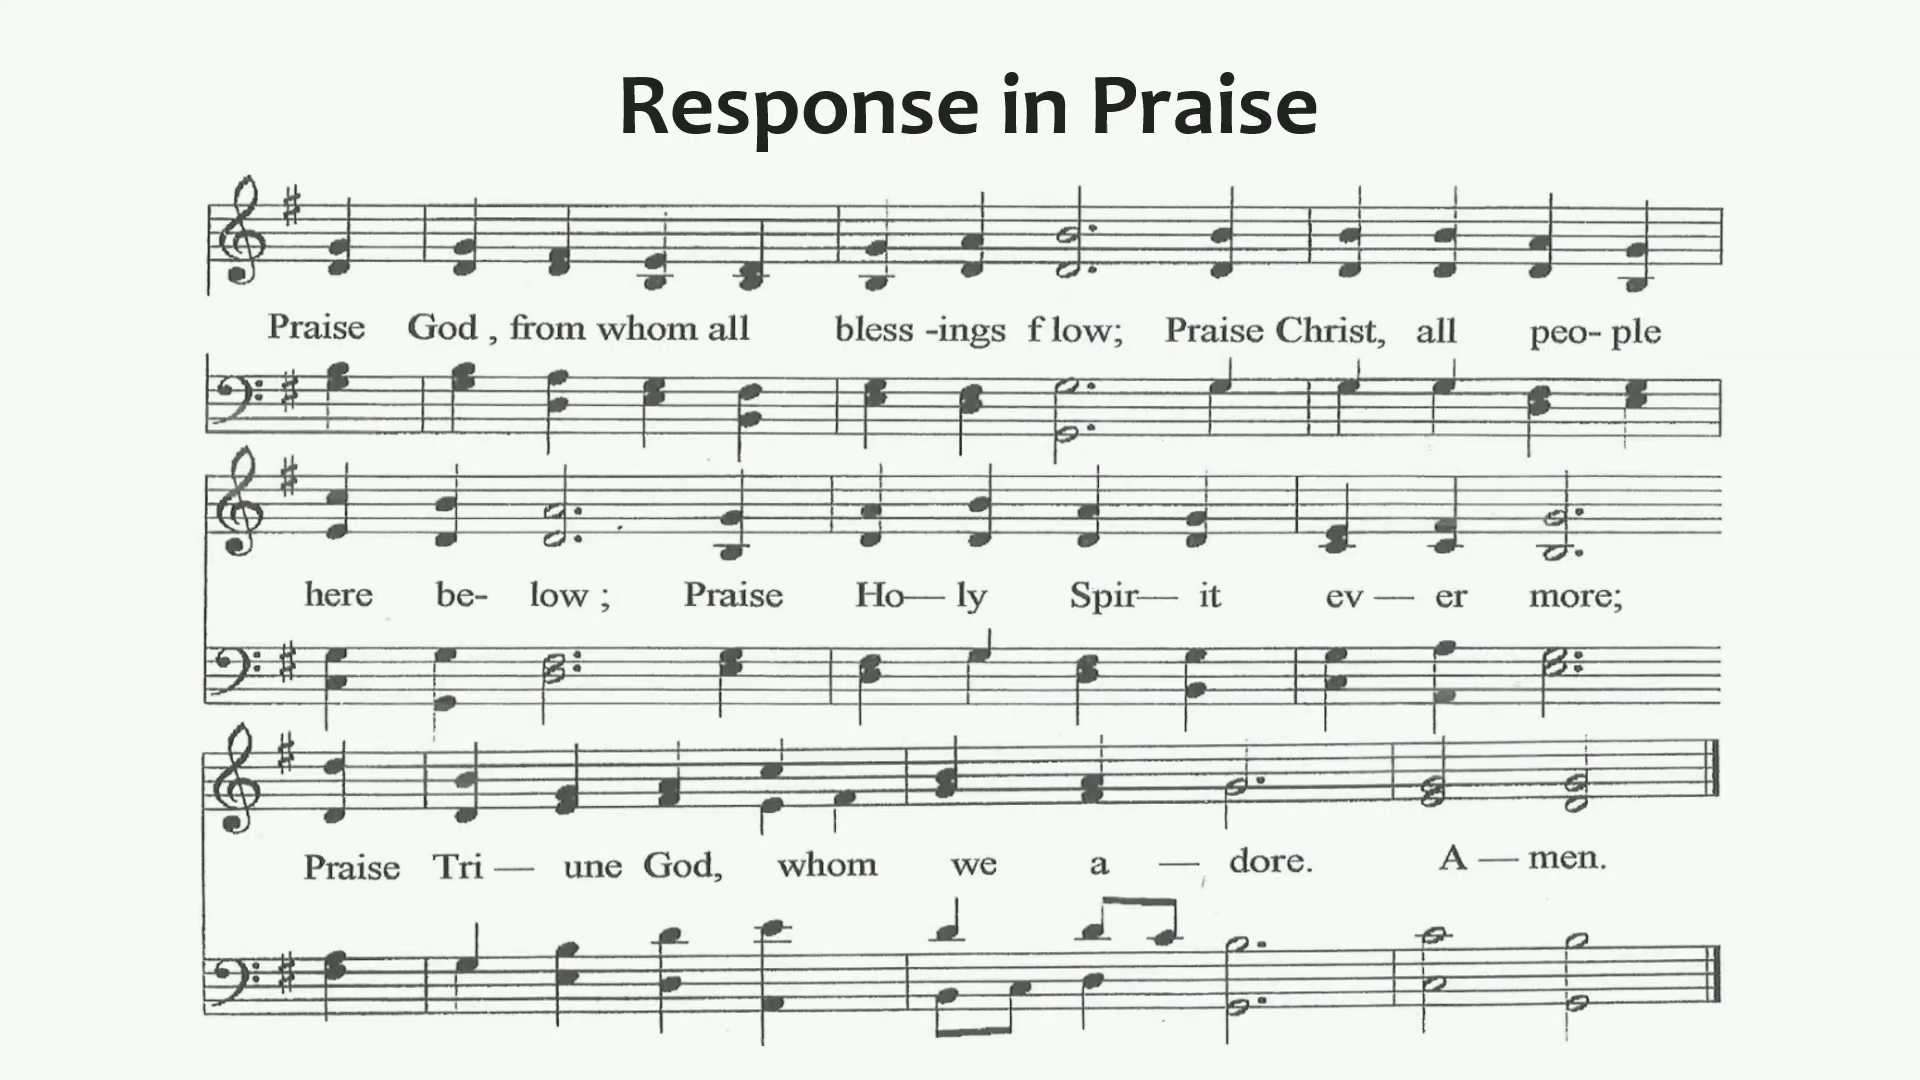 Response in Praise
Praise God , from whom all bless -ings f low; Praise Christ, all peo- ple
here be- low ; Praise Ho— ly Spir— it ev — er more;
Praise Tri — une God, whom we a — dore. A — men.